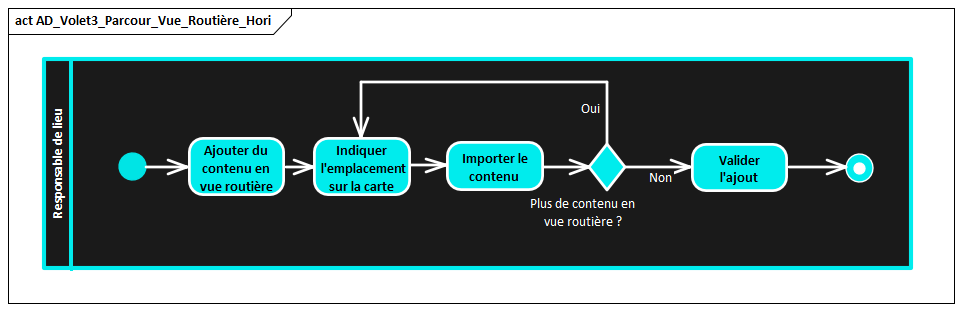 act AD_Volet3_Parcour_Vue_Routière_Hori
Responsable de lieu
Ajouter du
contenu en
vue routière
Indiquer
l'emplacement
sur la carte
Importer le
contenu
Oui
Plus de contenu en
vue routière ?
Non
Valider
l'ajout